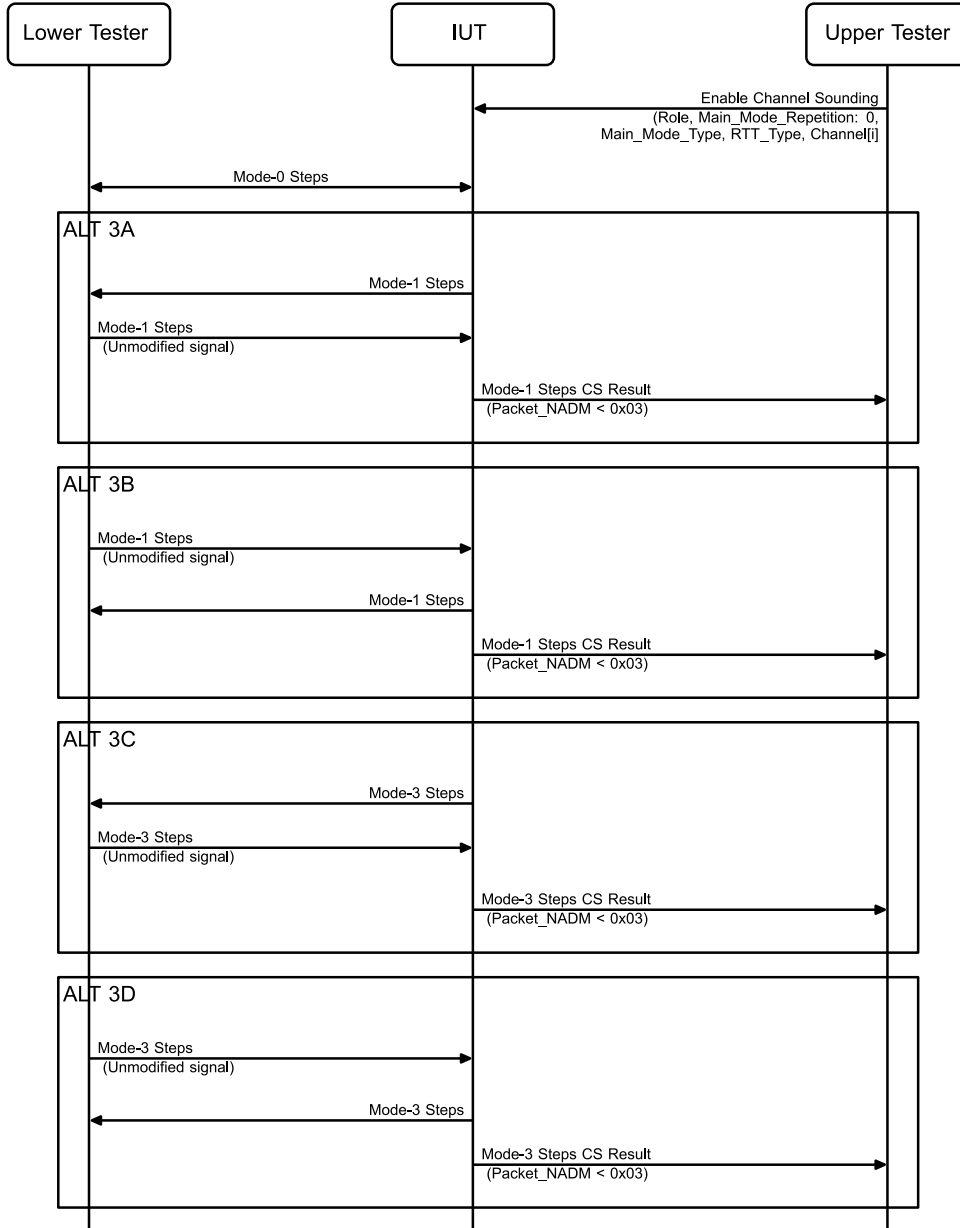 Lower Tester
IUT
Upper Tester
Enable Channel Sounding
(Role, Main_Mode_Repetition: 0,
Main_Mode_Type, RTT_Type, Channel[i]
Mode-0 Steps
ALT 3A
Mode-1 Steps
Mode-1 Steps
(Unmodified signal)
Mode-1 Steps CS Result
(Packet_NADM < 0x03)
ALT 3B
Mode-1 Steps
(Unmodified signal)
Mode-1 Steps
Mode-1 Steps CS Result
(Packet_NADM < 0x03)
ALT 3C
Mode-3 Steps
Mode-3 Steps
(Unmodified signal)
Mode-3 Steps CS Result
(Packet_NADM < 0x03)
ALT 3D
Mode-3 Steps
(Unmodified signal)
Mode-3 Steps
Mode-3 Steps CS Result
(Packet_NADM < 0x03)